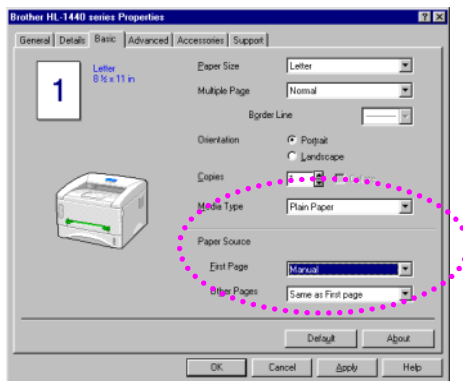 Brother HL-1440 series Properties
General Details Basic Advanced Accessories Support
1
Letter
8 ½ x 11 in
Paper Size Letter
Multiple Page Normal
Border Line
Orientation Portrait
Landscape
Copies
Media Type Plain Paper
Paper Source
First Page Manual
Other Pages Same as First page
Default About
OK Cancel Apply Help